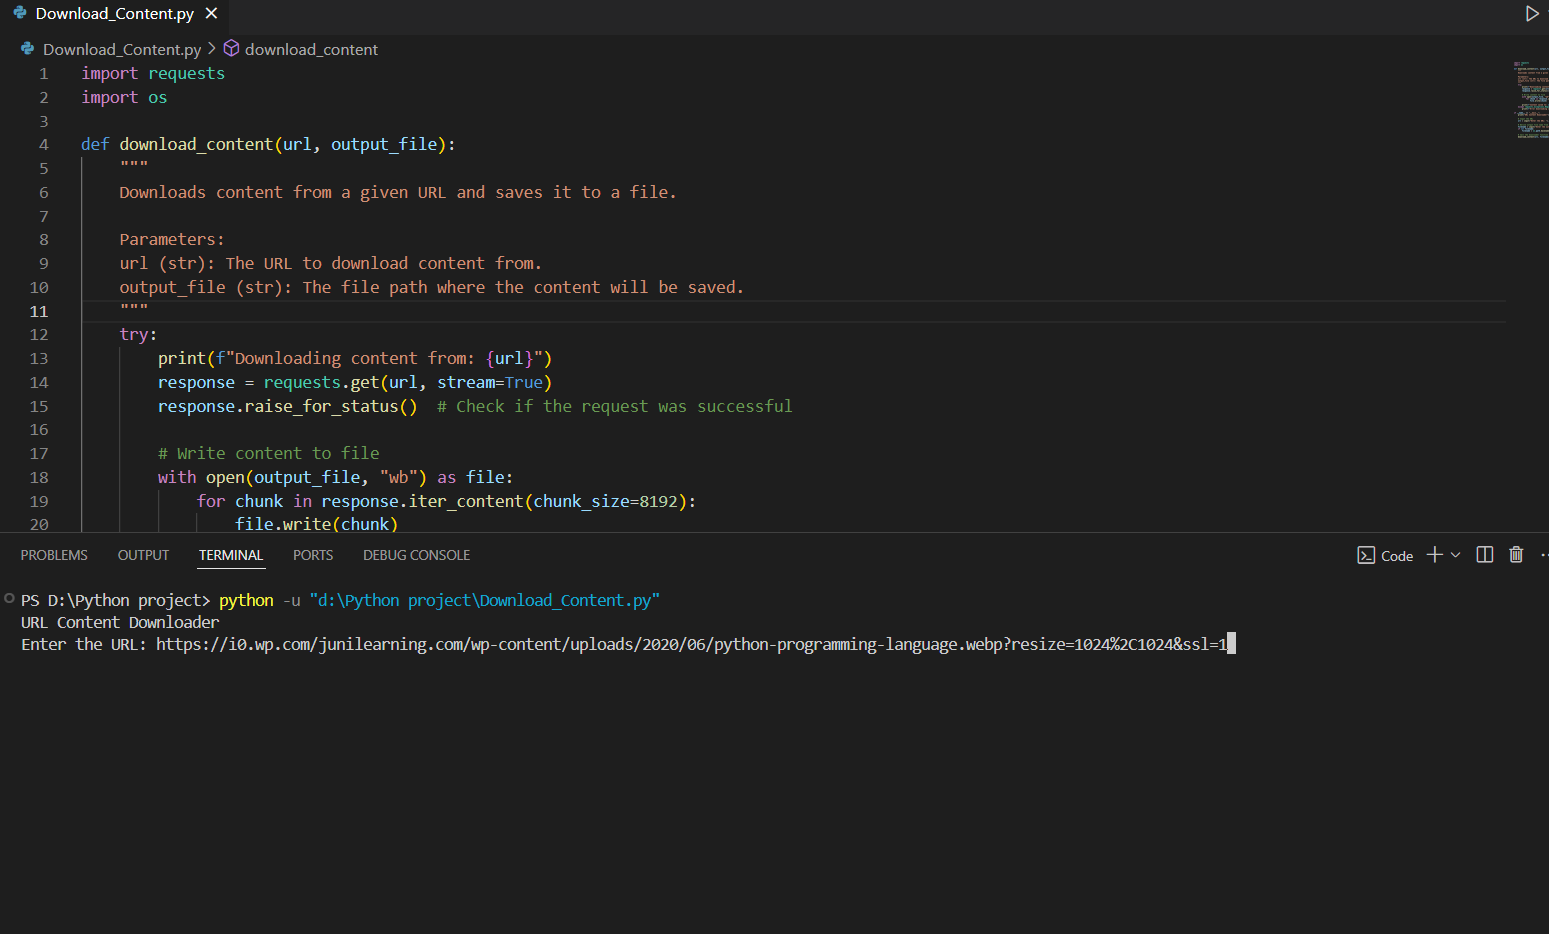 Download_Content.py
Download_Content.py > download_content
1 import requests
2 import os
3
4 def download_content(url, output_file):
5 """
6 Downloads content from a given URL and saves it to a file.
7
8 Parameters:
9 url (str): The URL to download content from.
10 output_file (str): The file path where the content will be saved.
11 """
12 try:
13 print(f"Downloading content from: {url}")
14 response = requests.get(url, stream=True)
15 response.raise_for_status()  # Check if the request was successful
16
17 # Write content to file
18 with open(output_file, "wb") as file:
19 for chunk in response.iter_content(chunk_size=8192):
20 file.write(chunk)
PROBLEMS OUTPUT TERMINAL PORTS DEBUG CONSOLE Code
PS D:\Python project> python -u "d:\Python project\Download_Content.py"
URL Content Downloader
Enter the URL: https://i0.wp.com/junilearning.com/wp-content/uploads/2020/06/python-programming-language.webp?resize=1024%2C1024&ssl=1